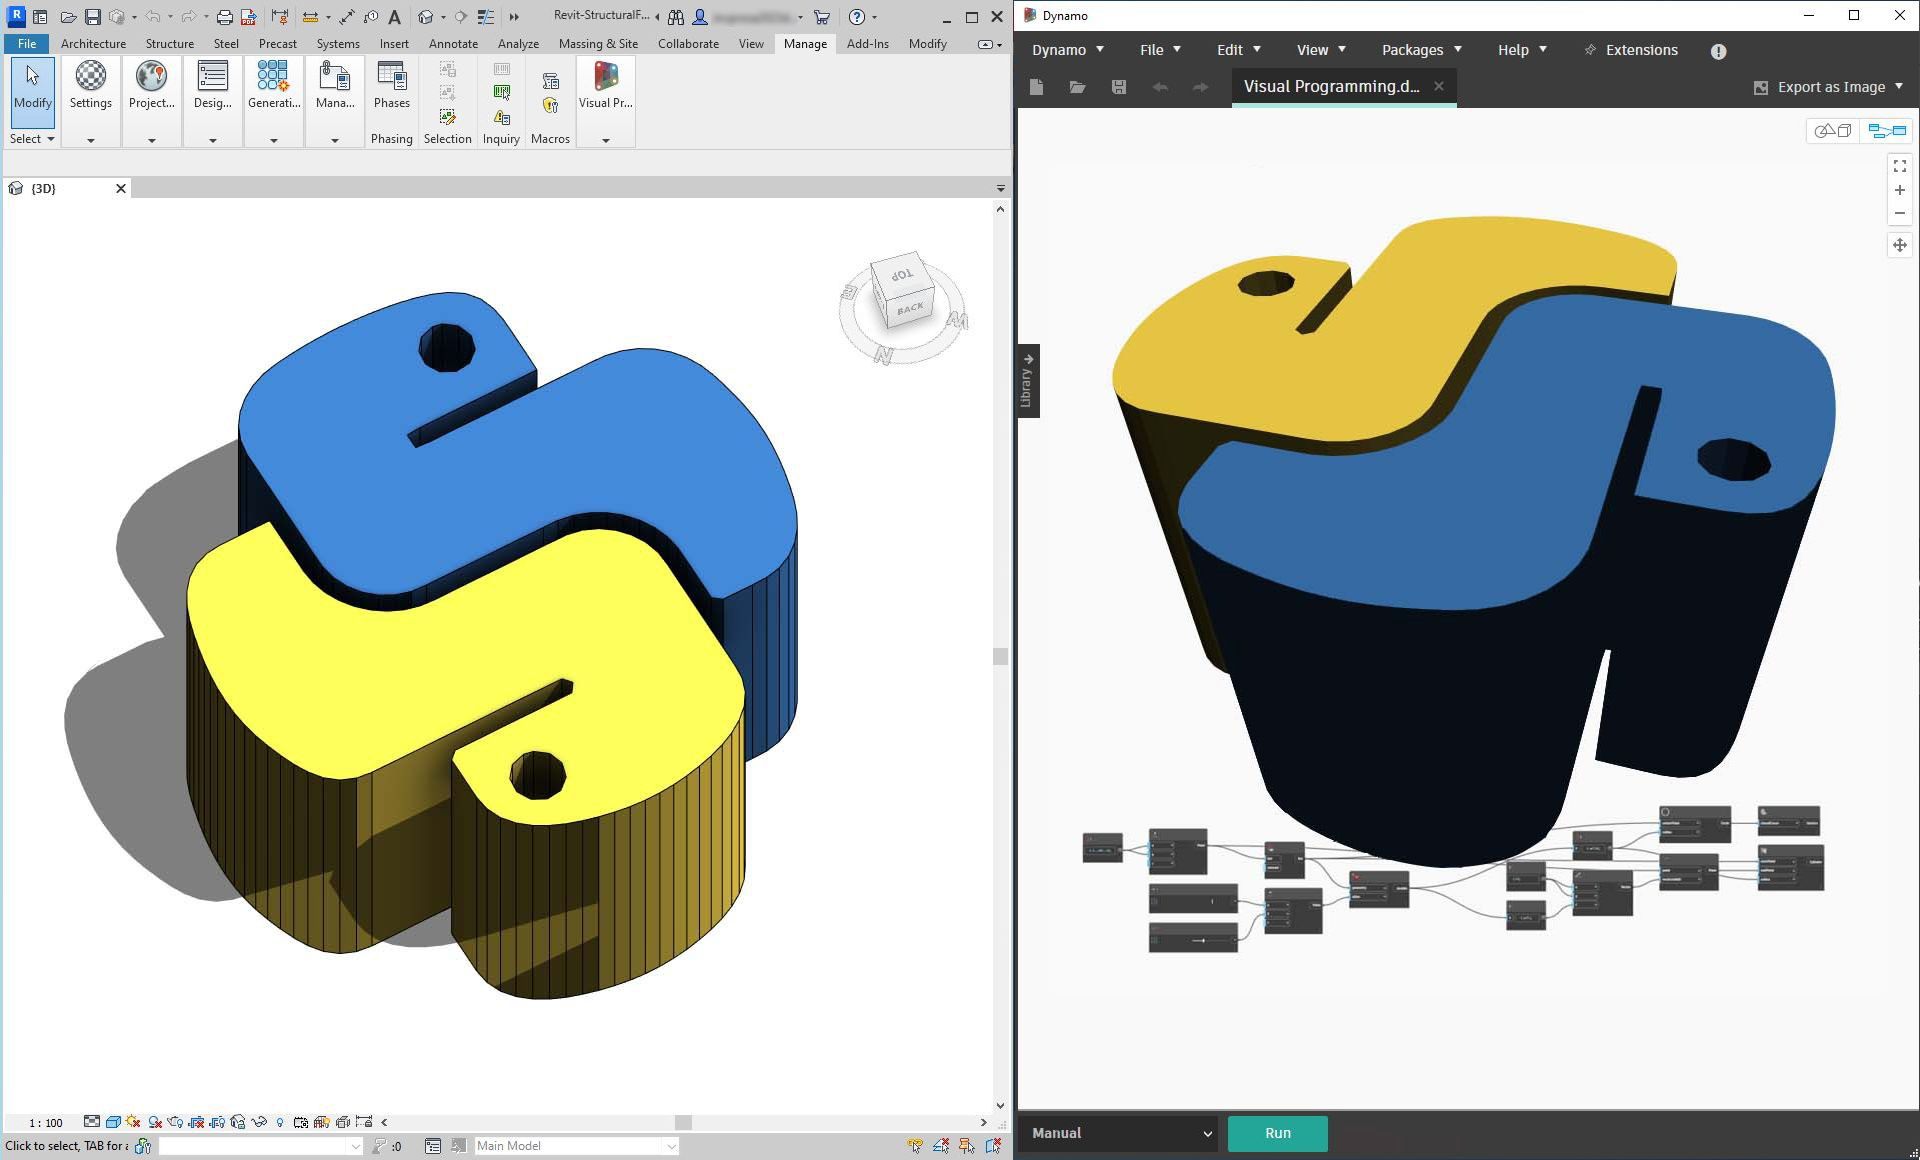 Revit-StructuralF...
File Architecture Structure Steel Precast Systems Insert Annotate Analyze Massing & Site Collaborate View Manage Add-Ins Modify
Modify Settings Project... Desig... Generati... Mana... Phases Visual Pr...
Select Phasing Selection Inquiry Macros
{3D}
TOP
BACK
N
1 : 100
Click to select, TAB for a
:0
Main Model
Dynamo
Dynamo File Edit View Packages Help Extensions
Visual Programming.d...
Export as Image
Library
Manual
Run